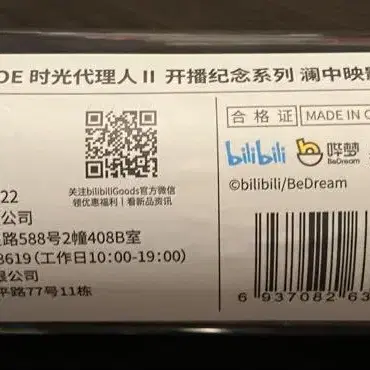 DE 时光代理人II 开播纪念系列 澜中映
合格证
MADE IN C
bilibili
哔梦
BeDream
关注bilibiliGoods官方微信
领优惠福利｜看新品资讯
©bilibili/BeDream
22
公司
路588号2幢408B室
8619(工作日10:00-19:00)
限公司
平路77号11栋
6 937082 63